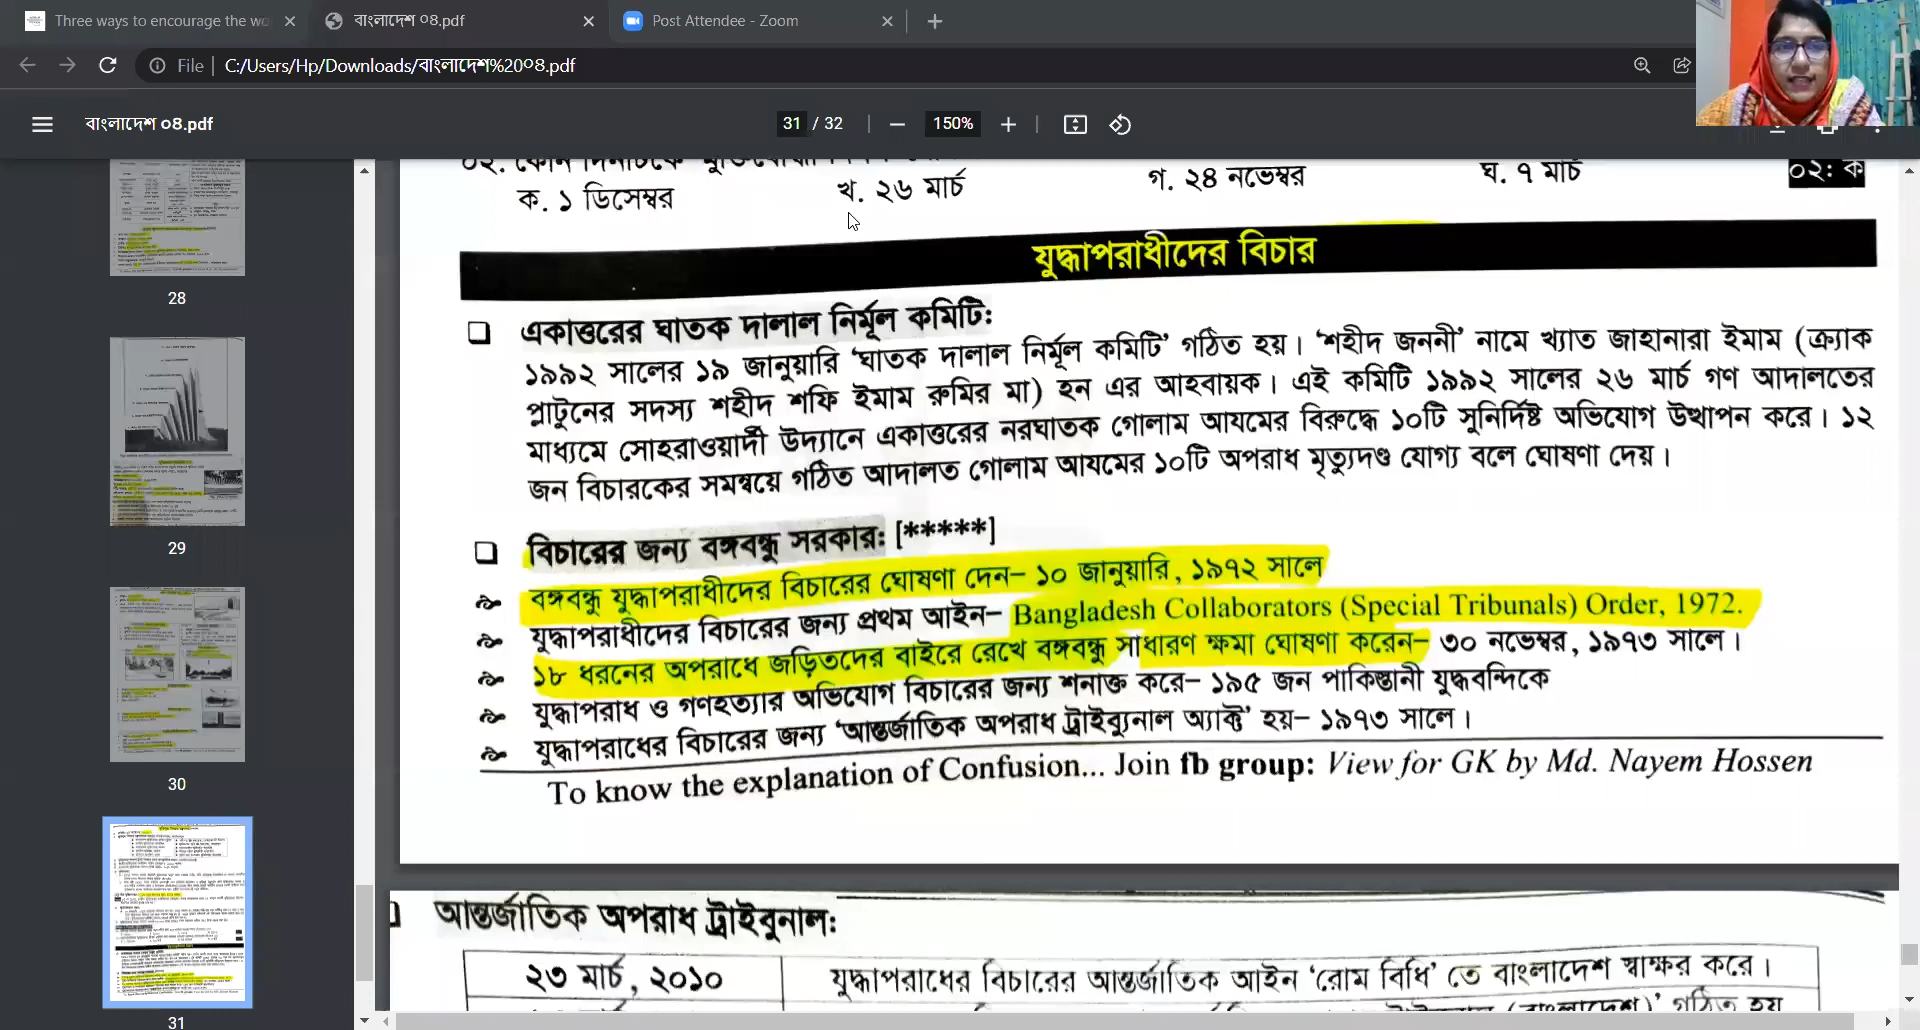 Three ways to encourage the wo
বাংলাদেশ ০৪.pdf
Post Attendee - Zoom
File
C:/Users/Hp/Downloads/বাংলাদেশ%20০৪.pdf
বাংলাদেশ ০৪.pdf
31 / 32
150%
28
29
30
31
ক. ১ ডিসেম্বর
খ. ২৬ মার্চ
গ. ২৪ নভেম্বর
ঘ. ৭ মার্চ
০২: ক
যুদ্ধাপরাধীদের বিচার
একাত্তরের ঘাতক দালাল নির্মূল কমিটি:
১৯৯২ সালের ১৯ জানুয়ারি ‘ঘাতক দালাল নির্মূল কমিটি’ গঠিত হয়। ‘শহীদ জননী’ নামে খ্যাত জাহানারা ইমাম (ক্র্যাক
প্লাটুনের সদস্য শহীদ শফি ইমাম রুমির মা) হন এর আহবায়ক। এই কমিটি ১৯৯২ সালের ২৬ মার্চ গণ আদালতের
মাধ্যমে সোহরাওয়ার্দী উদ্যানে একাত্তরের নরঘাতক গোলাম আযমের বিরুদ্ধে ১০টি সুনির্দিষ্ট অভিযোগ উত্থাপন করে। ১২
জন বিচারকের সমন্বয়ে গঠিত আদালত গোলাম আযমের ১০টি অপরাধ মৃত্যুদণ্ড যোগ্য বলে ঘোষণা দেয়।
বিচারের জন্য বঙ্গবন্ধু সরকার: [*****]
বঙ্গবন্ধু যুদ্ধাপরাধীদের বিচারের ঘোষণা দেন– ১০ জানুয়ারি, ১৯৭২ সালে
যুদ্ধাপরাধীদের বিচারের জন্য প্রথম আইন– Bangladesh Collaborators (Special Tribunals) Order, 1972.
১৮ ধরনের অপরাধে জড়িতদের বাইরে রেখে বঙ্গবন্ধু সাধারণ ক্ষমা ঘোষণা করেন– ৩০ নভেম্বর, ১৯৭৩ সালে।
যুদ্ধাপরাধ ও গণহত্যার অভিযোগ বিচারের জন্য শনাক্ত করে– ১৯৫ জন পাকিস্তানী যুদ্ধবন্দিকে
যুদ্ধাপরাধের বিচারের জন্য ‘আন্তর্জাতিক অপরাধ ট্রাইব্যুনাল অ্যাক্ট’ হয়– ১৯৭৩ সালে।
To know the explanation of Confusion... Join fb group: View for GK by Md. Nayem Hossen
আন্তর্জাতিক অপরাধ ট্রাইবুনাল:
২৩ মার্চ, ২০১০
যুদ্ধাপরাধের বিচারের আন্তর্জাতিক আইন ‘রোম বিধি’ তে বাংলাদেশ স্বাক্ষর করে।